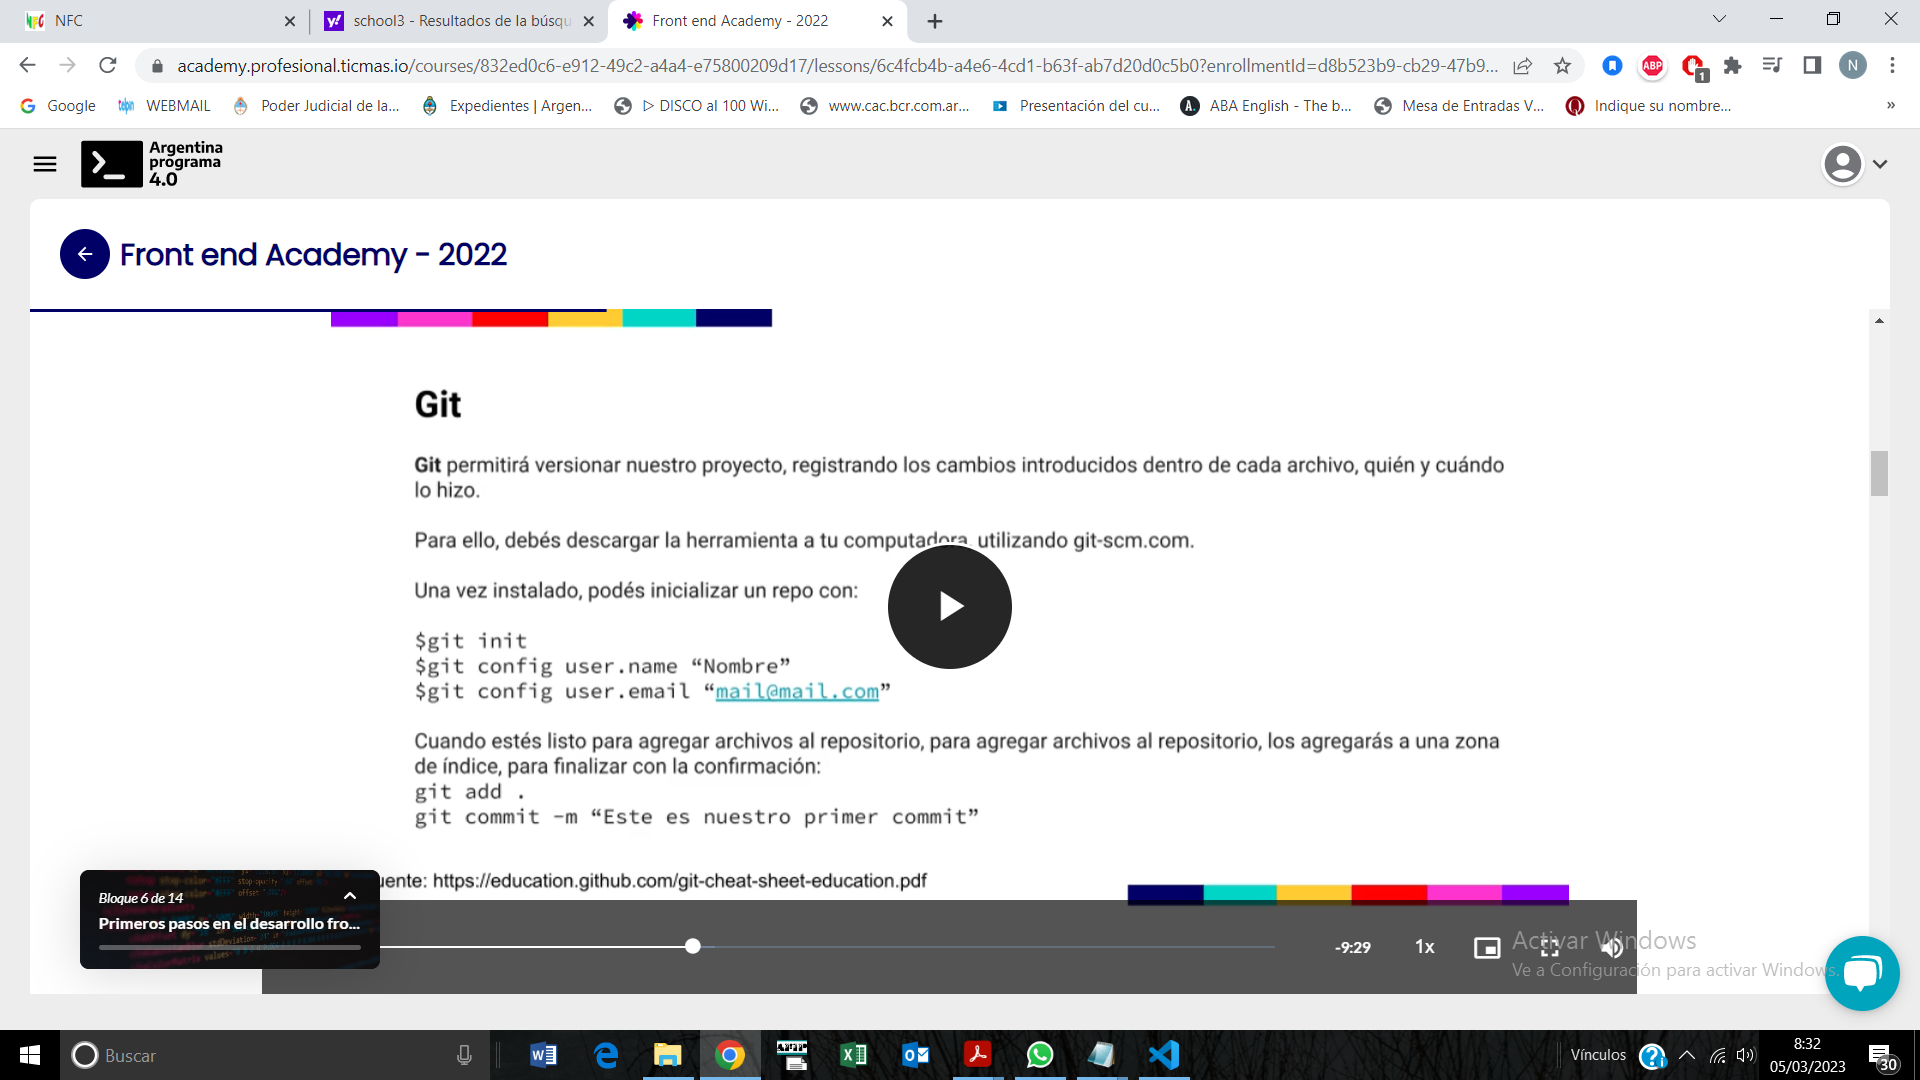 NFC
school3 - Resultados de la búsqu
Front end Academy - 2022
academy.profesional.ticmas.io/courses/832ed0c6-e912-49c2-a4a4-e75800209d17/lessons/6c4fcb4b-a4e6-4cd1-b63f-ab7d20d0c5b0?enrollmentId=d8b523b9-cb29-47b9...
ABP
1
N
Google
WEBMAIL
Poder Judicial de la...
Expedientes | Argen...
▷ DISCO al 100 Wi...
www.cac.bcr.com.ar...
Presentación del cu...
ABA English - The b...
Mesa de Entradas V...
Indique su nombre...
»
Argentina
programa
4.0
Front end Academy - 2022
Git
Git permitirá versionar nuestro proyecto, registrando los cambios introducidos dentro de cada archivo, quién y cuándo
lo hizo.
Para ello, debés descargar la herramienta a tu computadora, utilizando git-scm.com.
Una vez instalado, podés inicializar un repo con:
$git init
$git config user.name “Nombre”
$git config user.email “mail@mail.com”
Cuando estés listo para agregar archivos al repositorio, para agregar archivos al repositorio, los agregarás a una zona
de índice, para finalizar con la confirmación:
git add .
git commit -m “Este es nuestro primer commit”
uente: https://education.github.com/git-cheat-sheet-education.pdf
Bloque 6 de 14
Primeros pasos en el desarrollo fro...
-9:29
1x
Activar Windows
Ve a Configuración para activar Windows.
Buscar
Vínculos
8:32
05/03/2023
30